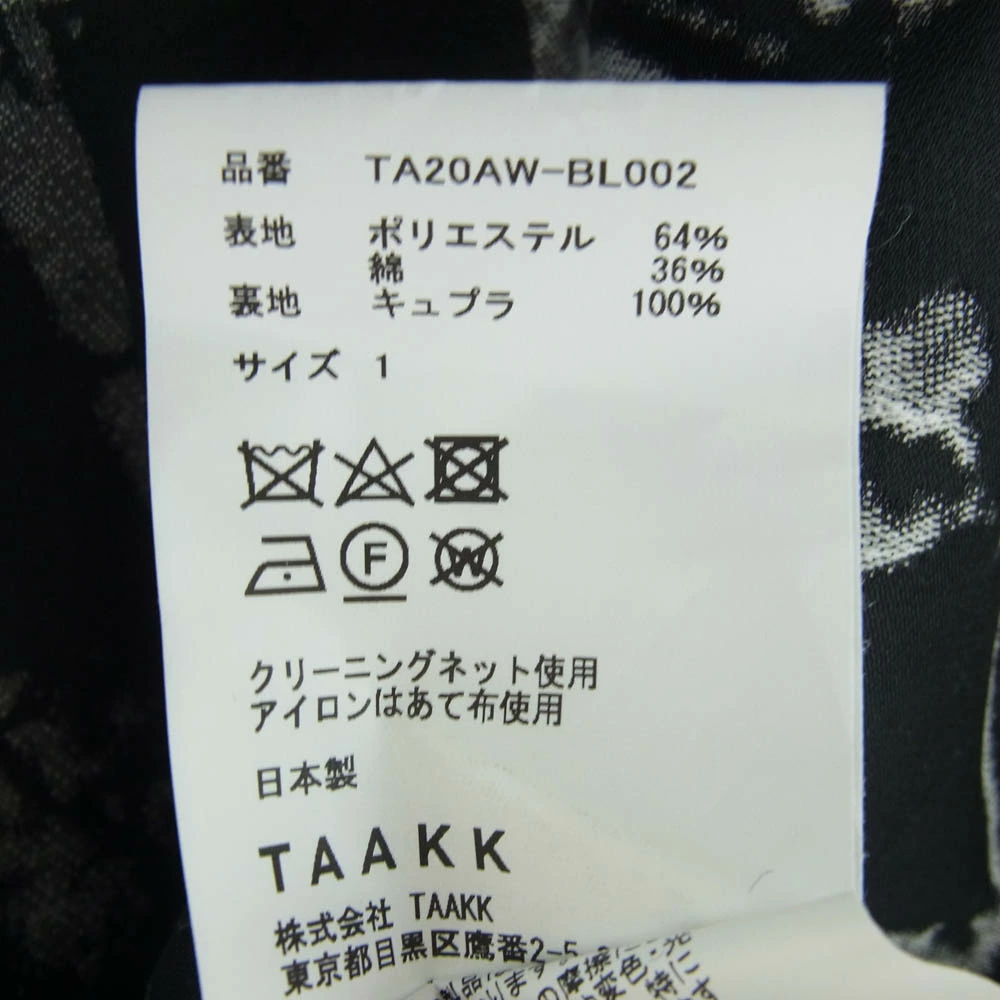 品番 TA20AW-BL002
表地 ポリエステル 64%
綿 36%
裏地 キュプラ 100%
サイズ 1
F
W
クリーニングネット使用
アイロンはあて布使用
日本製
TAAKK
株式会社 TAAKK
東京都目黒区鷹番2-5